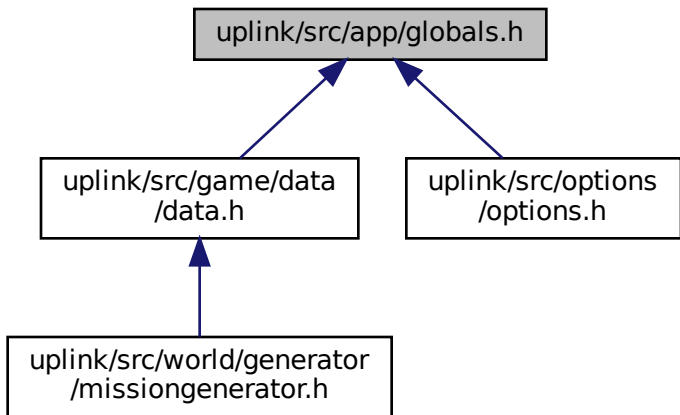 uplink/src/app/globals.h
uplink/src/game/data
/data.h
uplink/src/options
/options.h
uplink/src/world/generator
/missiongenerator.h